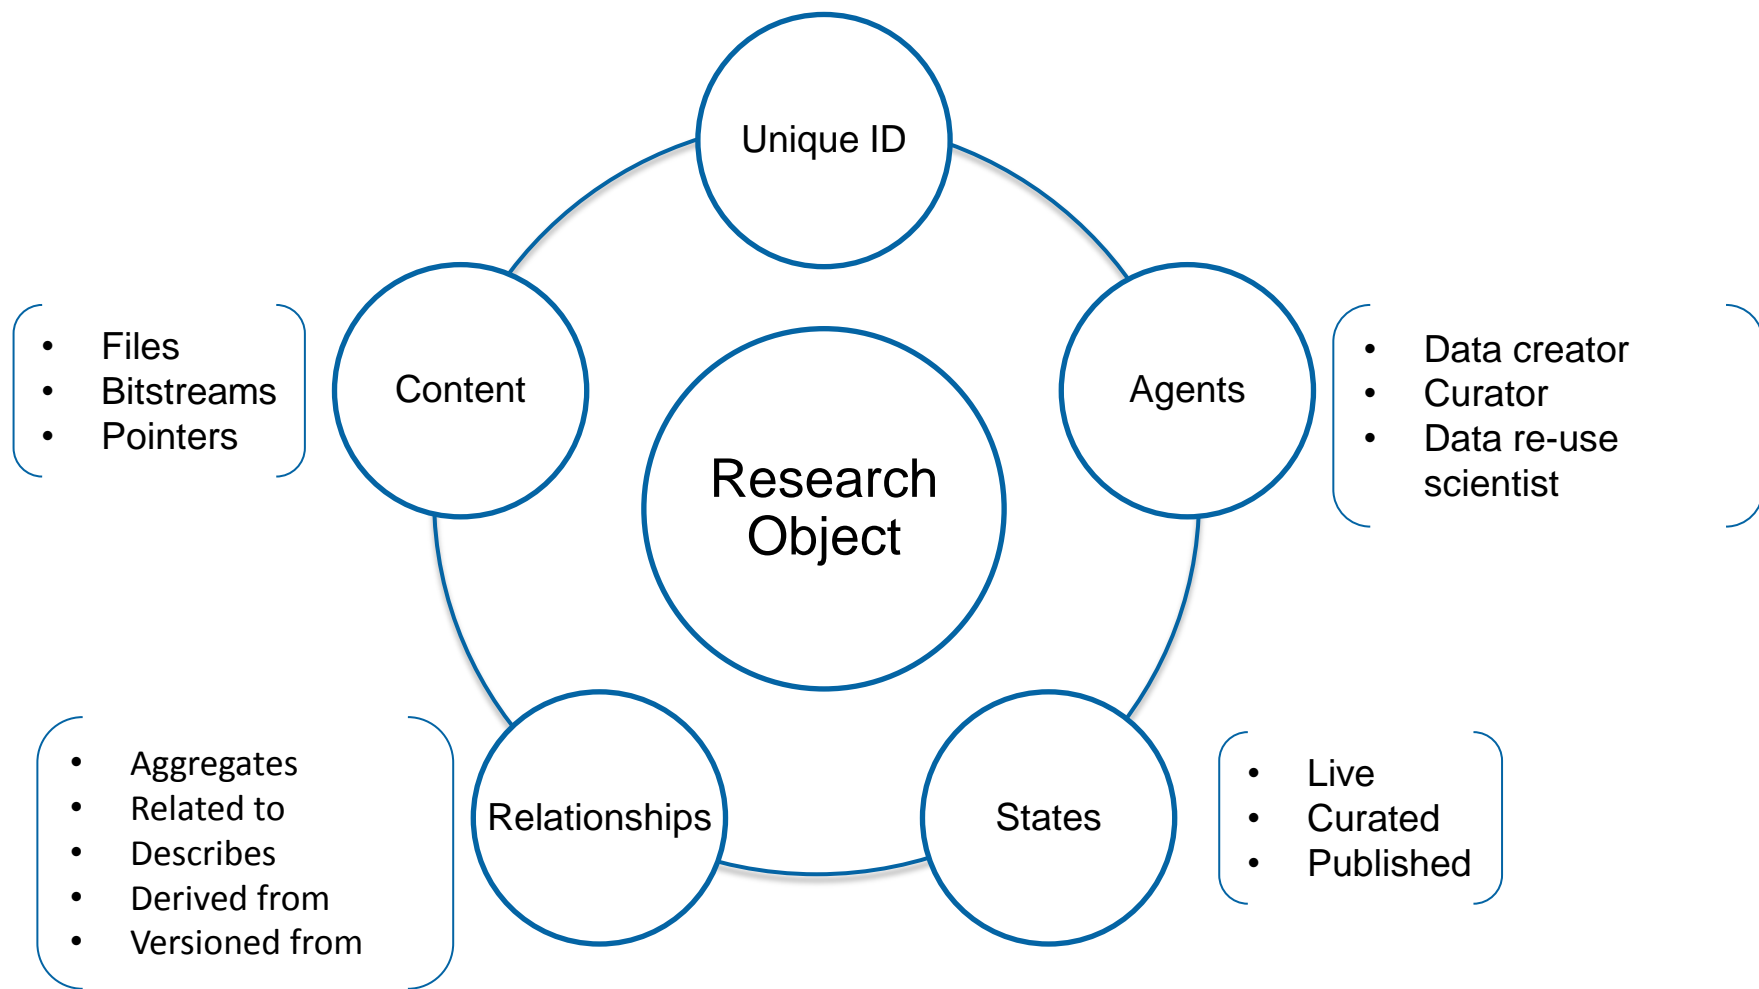 Unique ID
Content
• Files
• Bitstreams
• Pointers
Agents
• Data creator
• Curator
• Data re-use
scientist
Research
Object
Relationships
• Aggregates
• Related to
• Describes
• Derived from
• Versioned from
States
• Live
• Curated
• Published